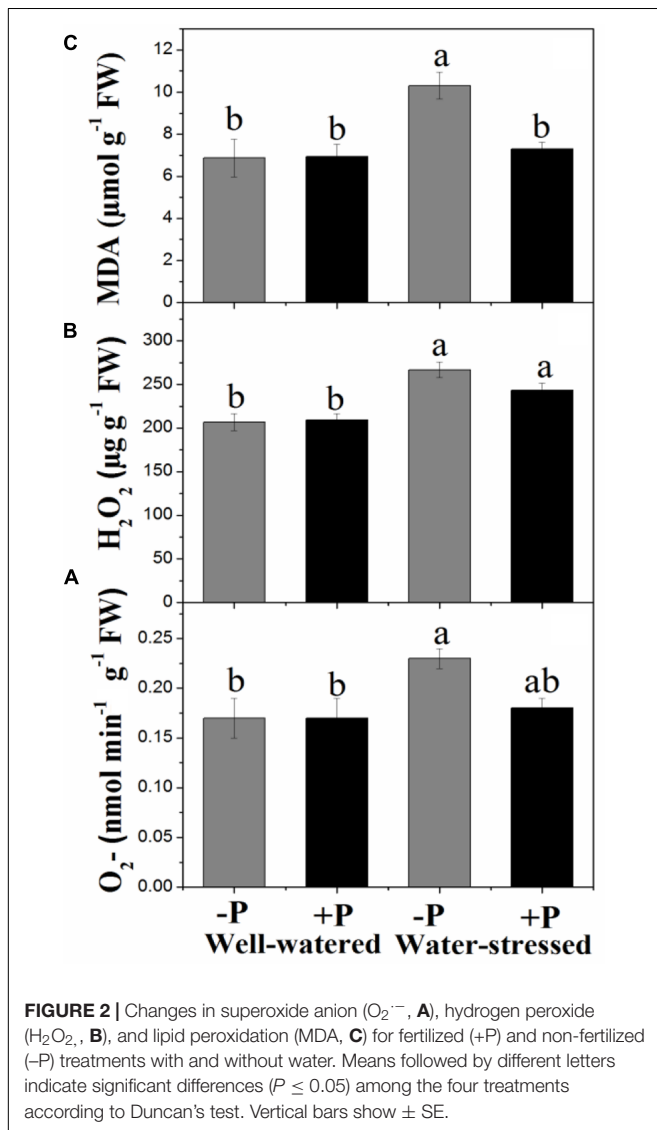 C
12
10
8
6
4
2
0
MDA (µmol g⁻¹ FW)
b
b
a
b
B
300
250
200
150
100
50
0
H₂O₂ (µg g⁻¹ FW)
b
b
a
a
A
0.25
0.20
0.15
0.10
0.05
0.00
O₂- (nmol min⁻¹ g⁻¹ FW)
b
b
a
ab
-P +P -P +P
Well-watered Water-stressed
FIGURE 2 | Changes in superoxide anion (O₂˙⁻, A), hydrogen peroxide
(H₂O₂,, B), and lipid peroxidation (MDA, C) for fertilized (+P) and non-fertilized
(–P) treatments with and without water. Means followed by different letters
indicate significant differences (P ≤ 0.05) among the four treatments
according to Duncan's test. Vertical bars show ± SE.